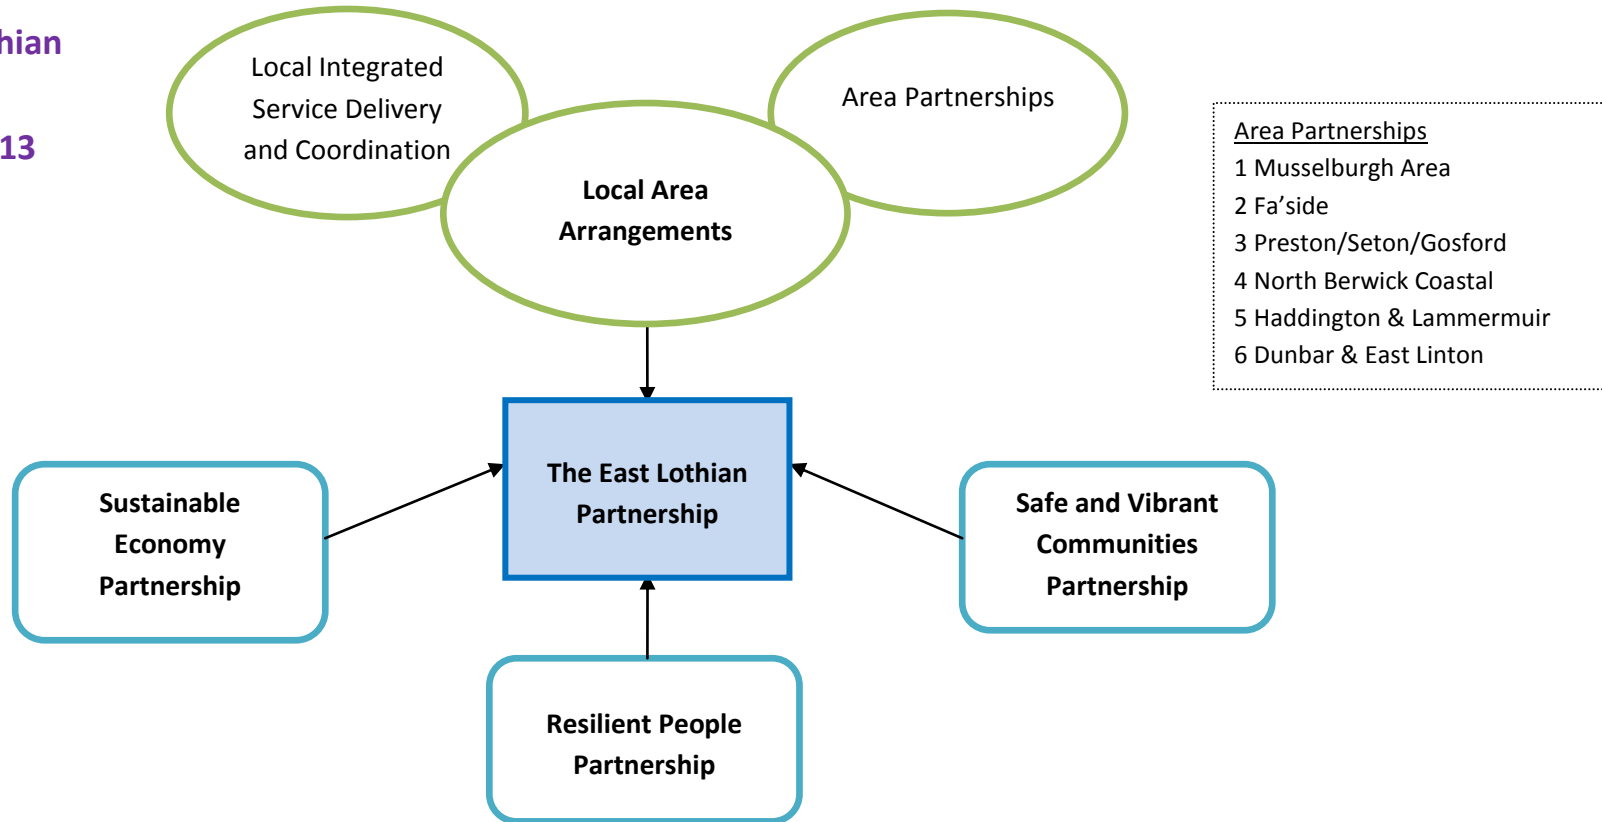 hian
13
Local Integrated
Service Delivery
and Coordination
Area Partnerships
Local Area
Arrangements
Area Partnerships
1 Musselburgh Area
2 Fa’side
3 Preston/Seton/Gosford
4 North Berwick Coastal
5 Haddington & Lammermuir
6 Dunbar & East Linton
The East Lothian
Partnership
Sustainable
Economy
Partnership
Safe and Vibrant
Communities
Partnership
Resilient People
Partnership